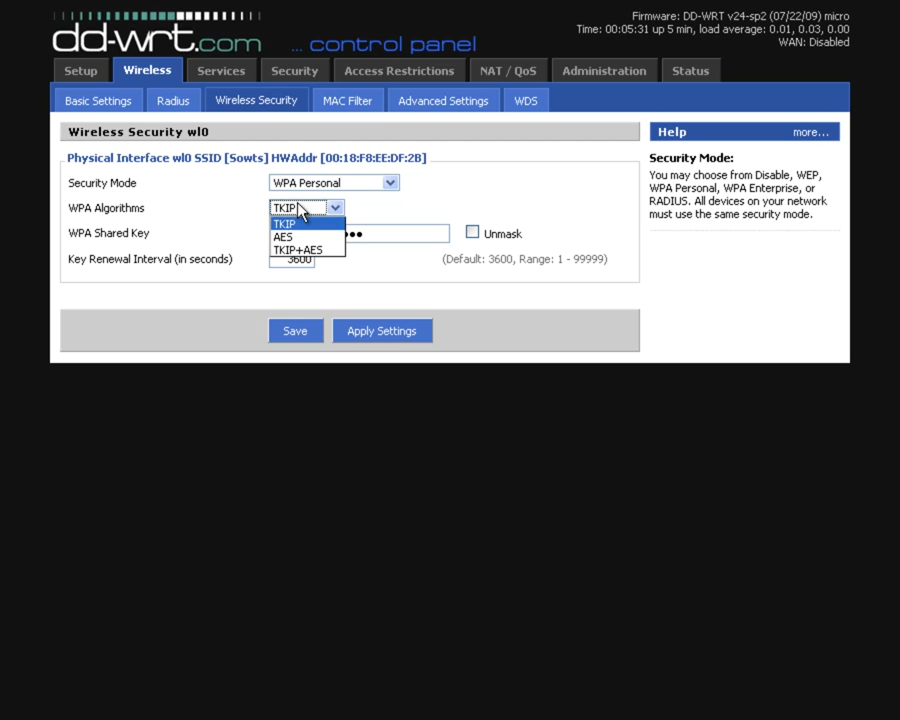 Firmware: DD-WRT v24-sp2 (07/22/09) micro
dd-wrt.com ... control panel
Time: 00:05:31 up 5 min, load average: 0.01, 0.03, 0.00
WAN: Disabled
Setup Wireless Services Security Access Restrictions NAT / QoS Administration Status
Basic Settings Radius Wireless Security MAC Filter Advanced Settings WDS
Wireless Security wl0
Physical Interface wl0 SSID [Sowts] HWAddr [00:18:F8:EE:DF:2B]
Security Mode WPA Personal
WPA Algorithms TKIP
TKIP
AES
TKIP+AES
WPA Shared Key ●●● Unmask
Key Renewal Interval (in seconds) 3600 (Default: 3600, Range: 1 - 99999)
Save Apply Settings
Help more...
Security Mode:
You may choose from Disable, WEP,
WPA Personal, WPA Enterprise, or
RADIUS. All devices on your network
must use the same security mode.